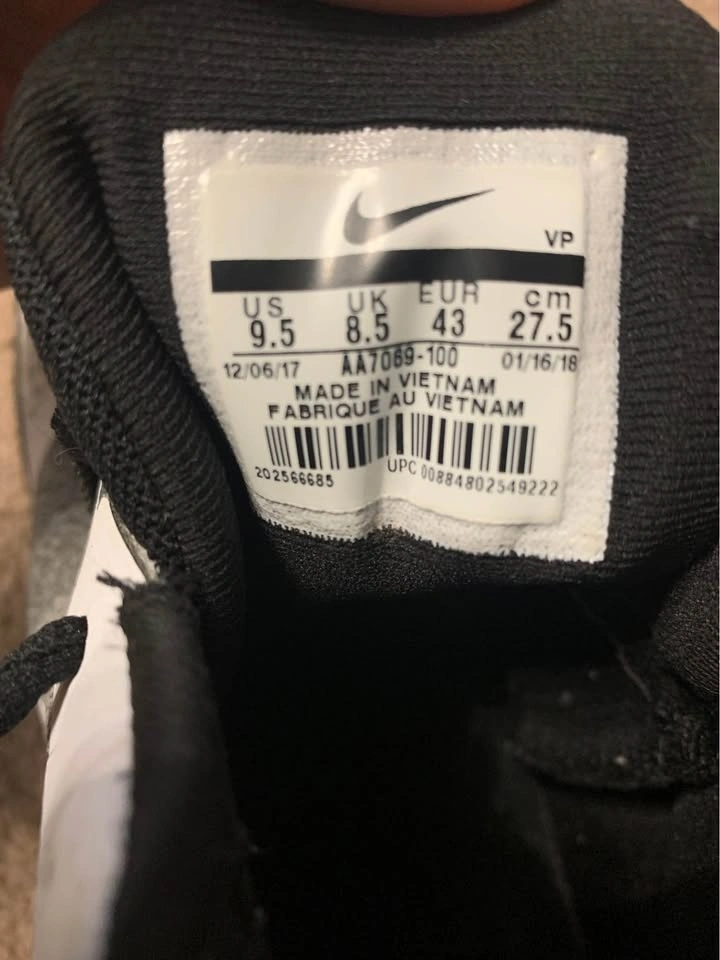 VP
US UK EUR cm
9.5 8.5 43 27.5
12/06/17 AA7069-100 01/16/18
MADE IN VIETNAM
FABRIQUE AU VIETNAM
202566685 UPC 00884802549222